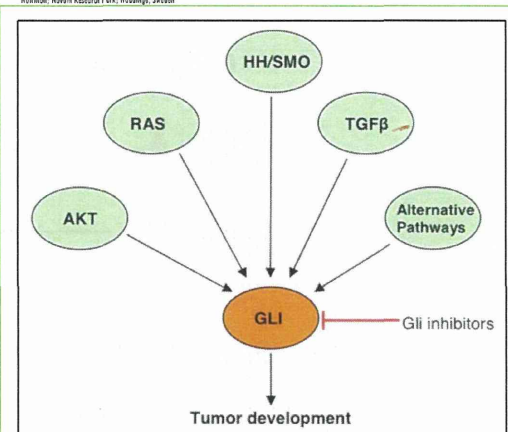 HH/SMO
RAS
TGFβ
AKT
Alternative
Pathways
GLI
Gli inhibitors
Tumor development